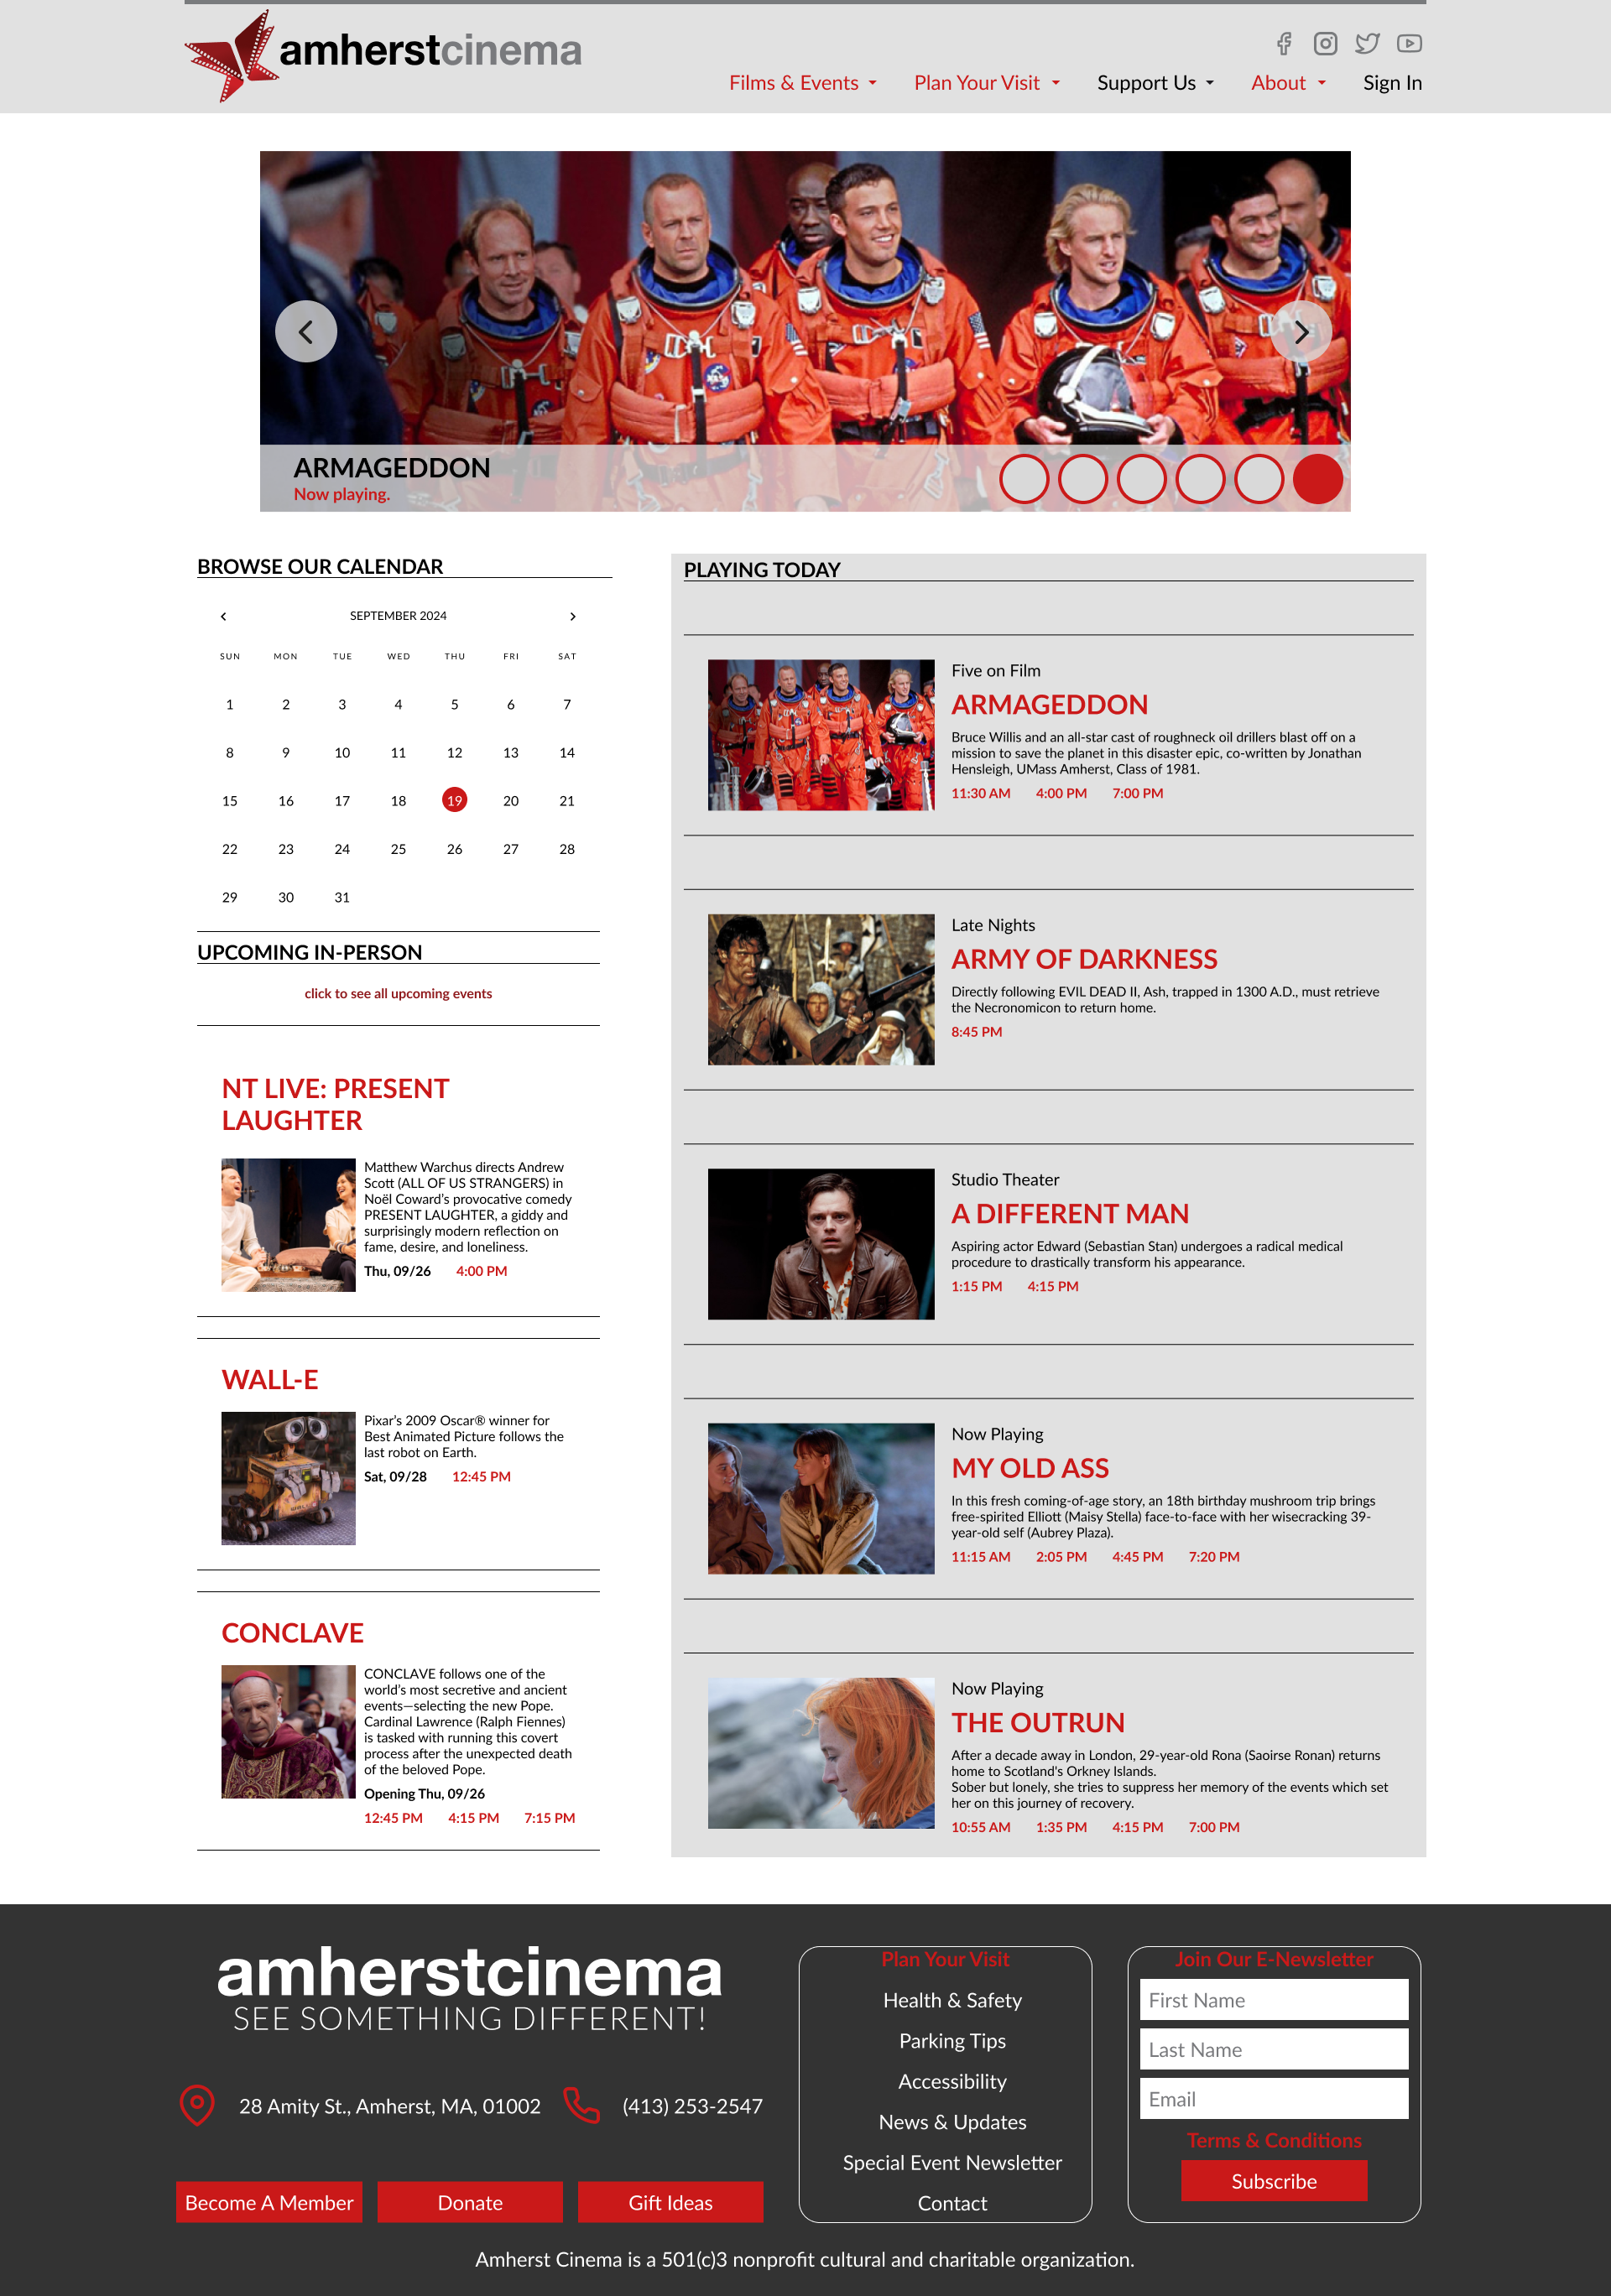 amherstcinema
Films & Events
Plan Your Visit
Support Us
About
Sign In
ARMAGEDDON
Now playing.
BROWSE OUR CALENDAR
SEPTEMBER 2024
SUN MON TUE WED THU FRI SAT
1 2 3 4 5 6 7
8 9 10 11 12 13 14
15 16 17 18 19 20 21
22 23 24 25 26 27 28
29 30 31
UPCOMING IN-PERSON
click to see all upcoming events
NT LIVE: PRESENT
LAUGHTER
Matthew Warchus directs Andrew
Scott (ALL OF US STRANGERS) in
Noël Coward's provocative comedy
PRESENT LAUGHTER, a giddy and
surprisingly modern reflection on
fame, desire, and loneliness.
Thu, 09/26 4:00 PM
WALL-E
Pixar's 2009 Oscar® winner for
Best Animated Picture follows the
last robot on Earth.
Sat, 09/28 12:45 PM
CONCLAVE
CONCLAVE follows one of the
world's most secretive and ancient
events—selecting the new Pope.
Cardinal Lawrence (Ralph Fiennes)
is tasked with running this covert
process after the unexpected death
of the beloved Pope.
Opening Thu, 09/26
12:45 PM 4:15 PM 7:15 PM
PLAYING TODAY
Five on Film
ARMAGEDDON
Bruce Willis and an all-star cast of roughneck oil drillers blast off on a
mission to save the planet in this disaster epic, co-written by Jonathan
Hensleigh, UMass Amherst, Class of 1981.
11:30 AM 4:00 PM 7:00 PM
Late Nights
ARMY OF DARKNESS
Directly following EVIL DEAD II, Ash, trapped in 1300 A.D., must retrieve
the Necronomicon to return home.
8:45 PM
Studio Theater
A DIFFERENT MAN
Aspiring actor Edward (Sebastian Stan) undergoes a radical medical
procedure to drastically transform his appearance.
1:15 PM 4:15 PM
Now Playing
MY OLD ASS
In this fresh coming-of-age story, an 18th birthday mushroom trip brings
free-spirited Elliott (Maisy Stella) face-to-face with her wisecracking 39-
year-old self (Aubrey Plaza).
11:15 AM 2:05 PM 4:45 PM 7:20 PM
Now Playing
THE OUTRUN
After a decade away in London, 29-year-old Rona (Saoirse Ronan) returns
home to Scotland's Orkney Islands.
Sober but lonely, she tries to suppress her memory of the events which set
her on this journey of recovery.
10:55 AM 1:35 PM 4:15 PM 7:00 PM
amherstcinema
SEE SOMETHING DIFFERENT!
28 Amity St., Amherst, MA, 01002
(413) 253-2547
Become A Member
Donate
Gift Ideas
Plan Your Visit
Health & Safety
Parking Tips
Accessibility
News & Updates
Special Event Newsletter
Contact
Join Our E-Newsletter
First Name
Last Name
Email
Terms & Conditions
Subscribe
Amherst Cinema is a 501(c)3 nonprofit cultural and charitable organization.